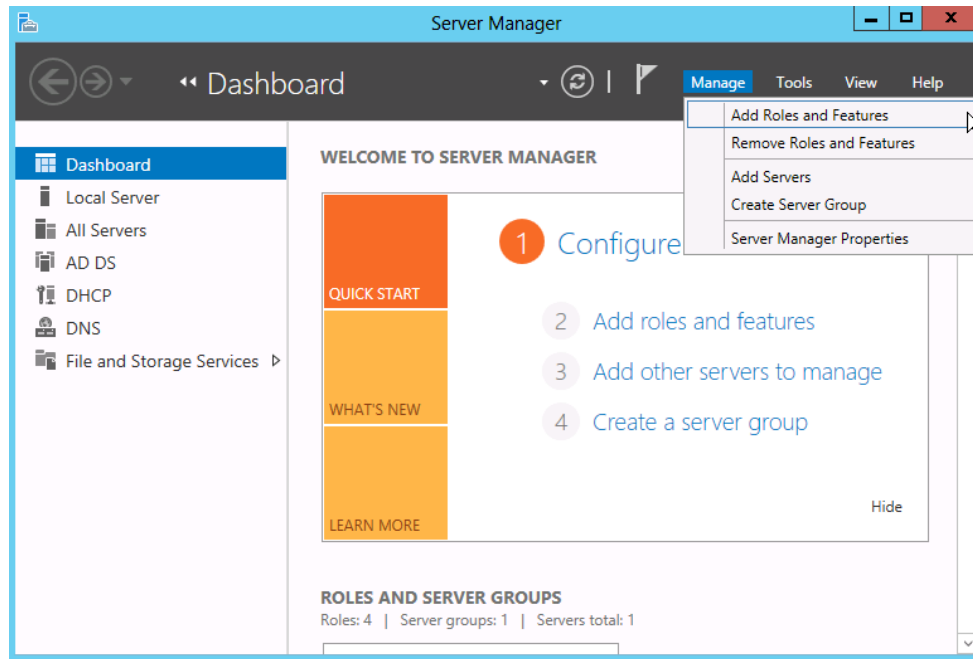 Server Manager
Dashboard
Manage Tools View Help
Add Roles and Features
Remove Roles and Features
Add Servers
Create Server Group
Server Manager Properties
Dashboard
Local Server
All Servers
AD DS
DHCP
DNS
File and Storage Services
WELCOME TO SERVER MANAGER
QUICK START
WHAT'S NEW
LEARN MORE
1 Configure
2 Add roles and features
3 Add other servers to manage
4 Create a server group
Hide
ROLES AND SERVER GROUPS
Roles: 4 | Server groups: 1 | Servers total: 1